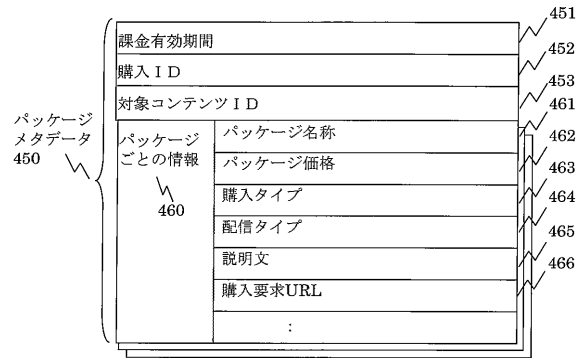 課金有効期間
451
購入ID
452
対象コンテンツID
453
パッケージ
メタデータ
450
パッケージ
ごとの情報
460
パッケージ名称
461
パッケージ価格
462
購入タイプ
463
配信タイプ
464
説明文
465
購入要求URL
466
: